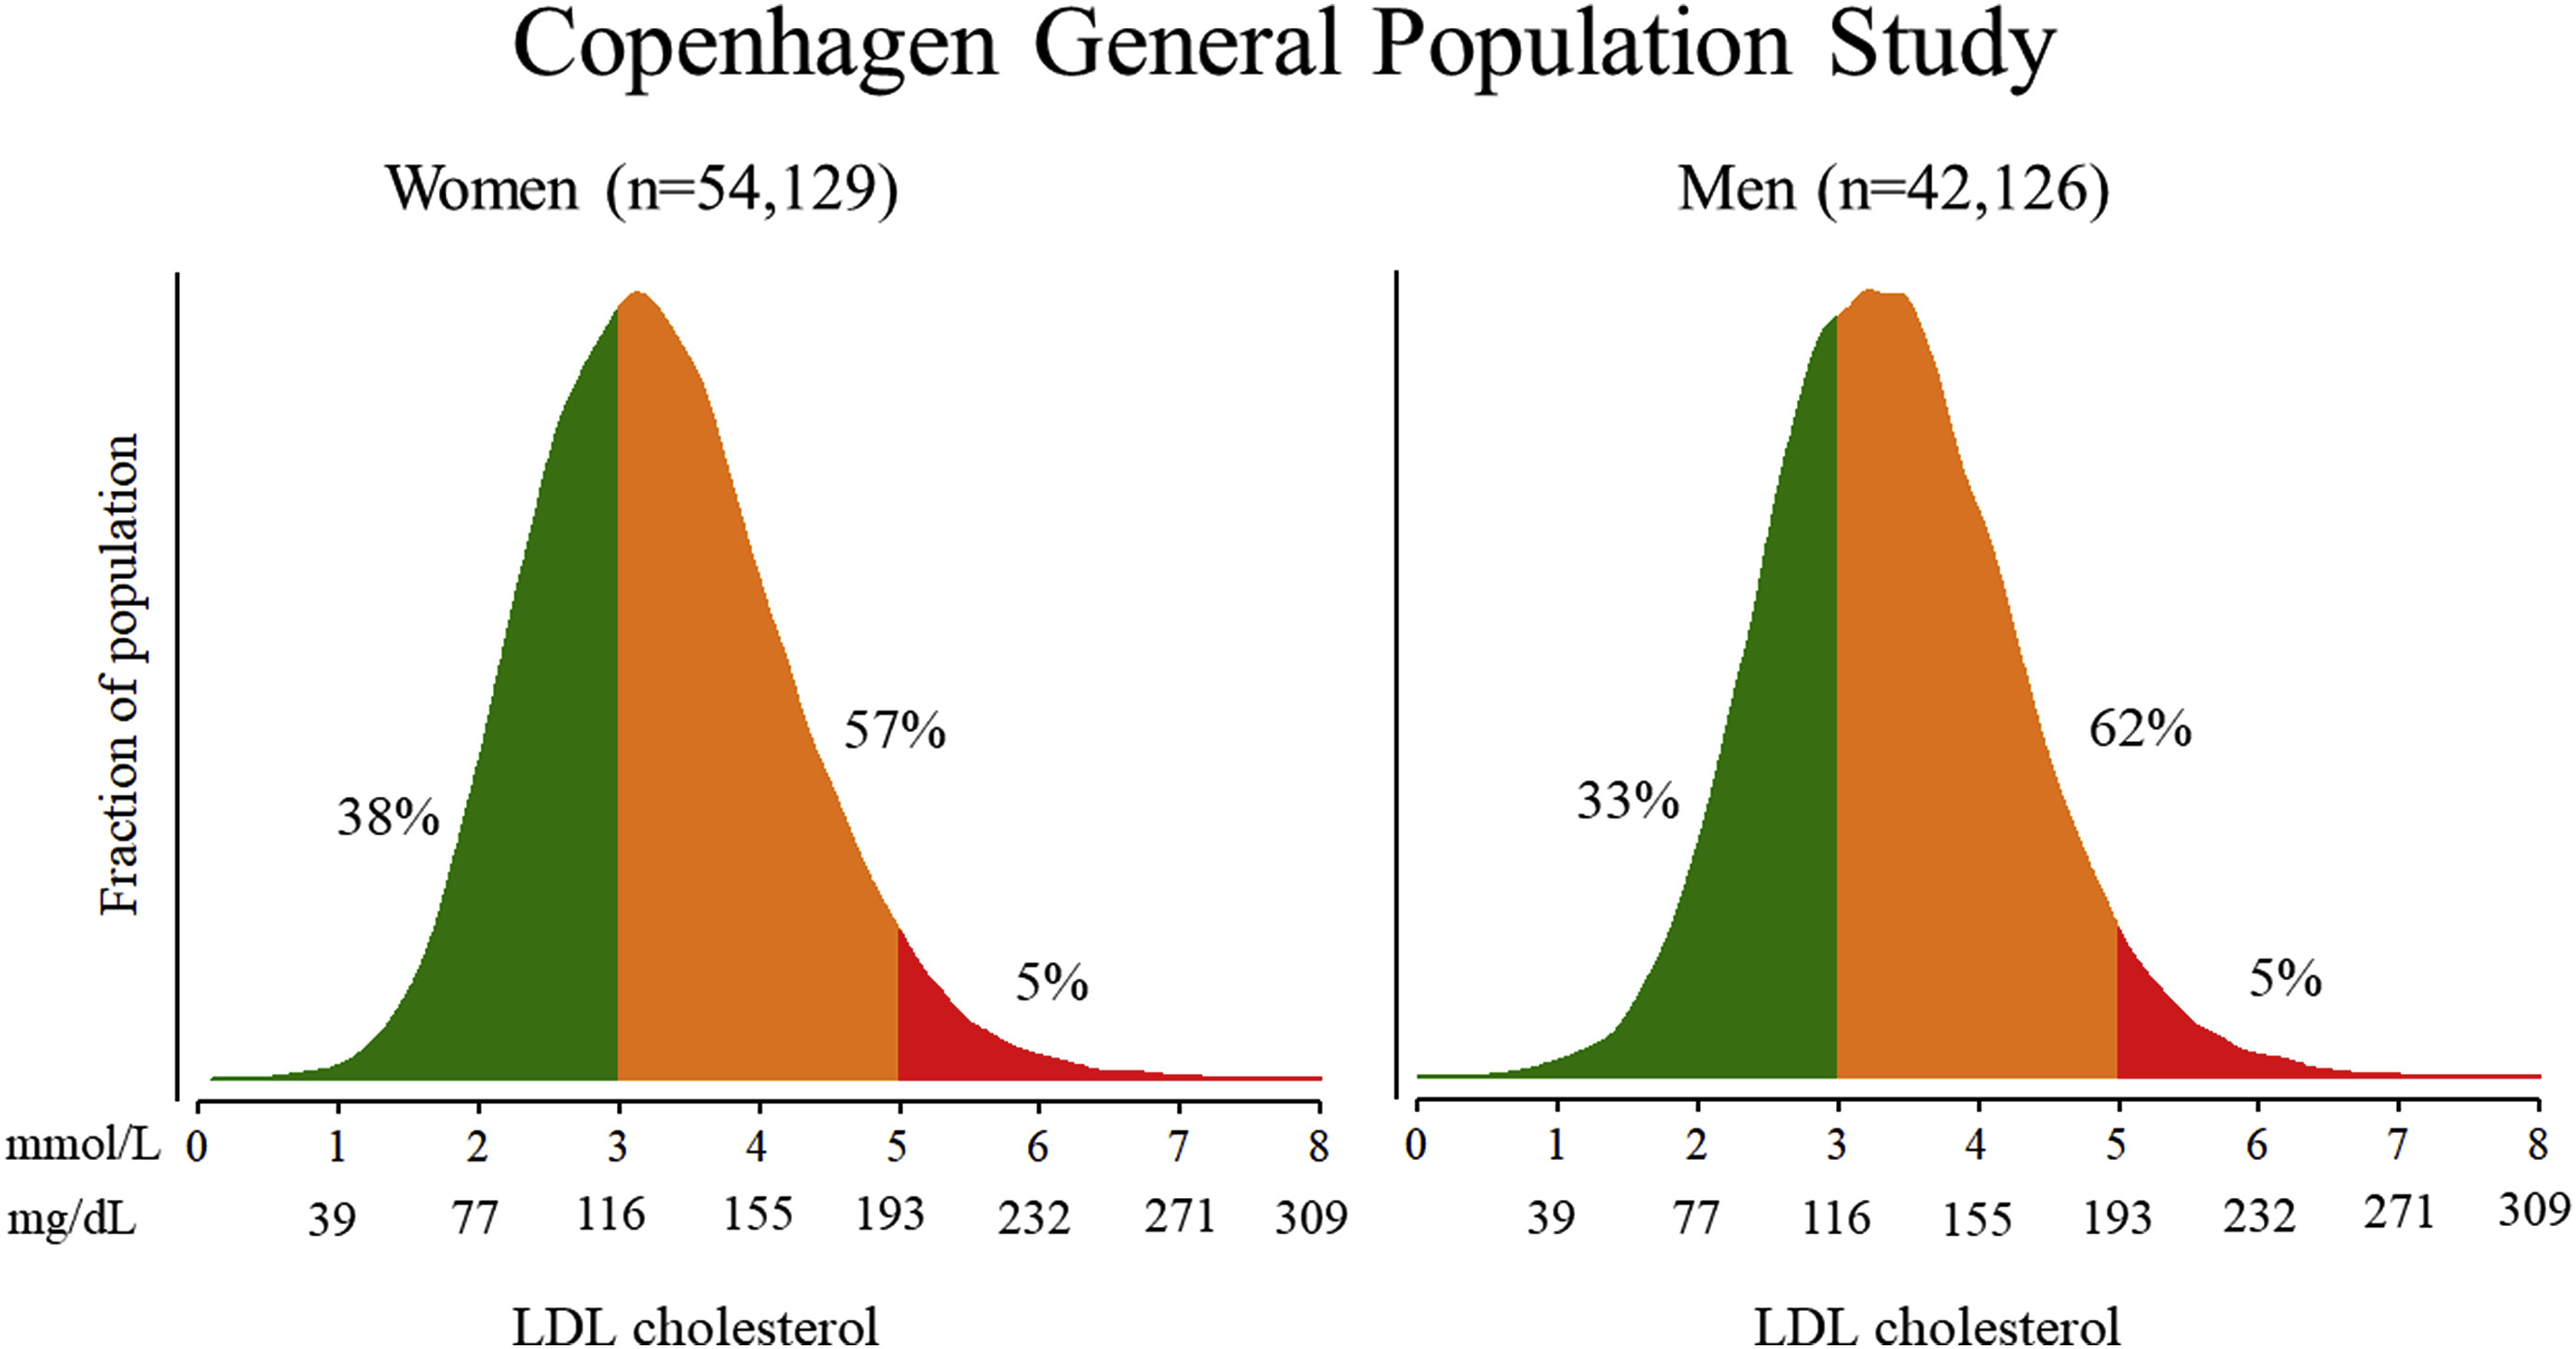 Copenhagen General Population Study
Women (n=54,129)
Fraction of population
38%
57%
5%
mmol/L 0 1 2 3 4 5 6 7 8
mg/dL 39 77 116 155 193 232 271 309
LDL cholesterol
Men (n=42,126)
33%
62%
5%
0 1 2 3 4 5 6 7 8
39 77 116 155 193 232 271 309
LDL cholesterol